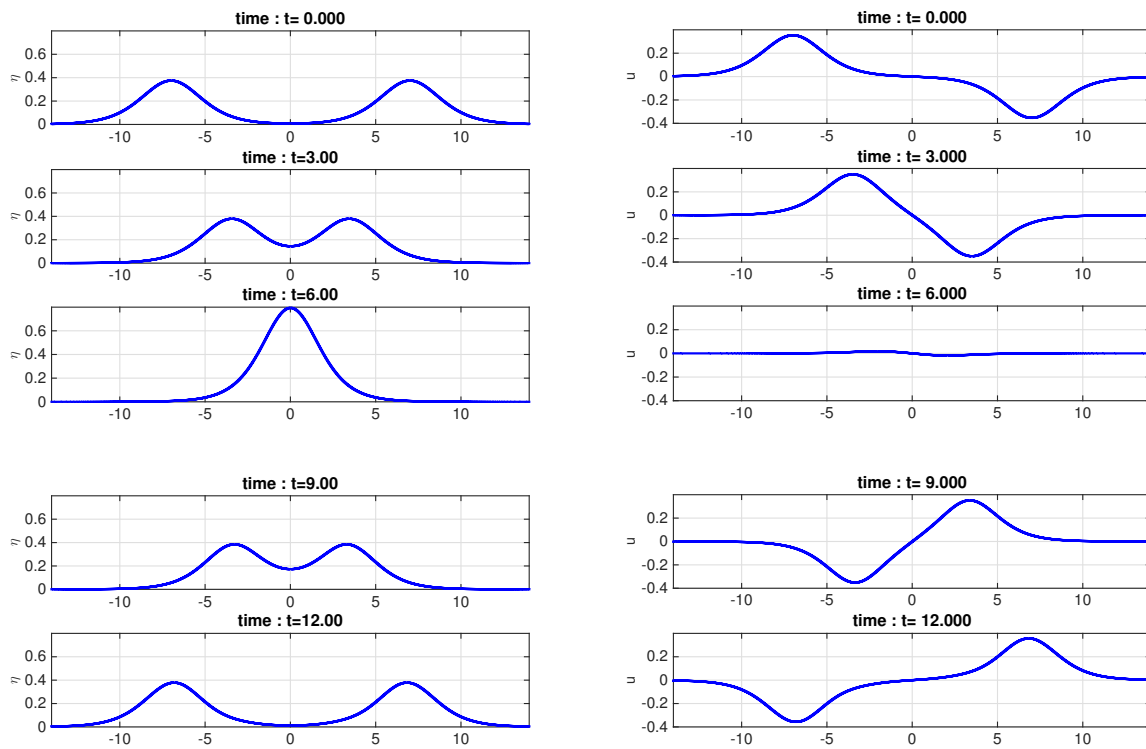 time : t= 0.000
η
0.6
0.4
0.2
0
-10 -5 0 5 10
time : t=3.00
η
0.6
0.4
0.2
0
-10 -5 0 5 10
time : t=6.00
η
0.6
0.4
0.2
0
-10 -5 0 5 10
time : t=9.00
η
0.6
0.4
0.2
0
-10 -5 0 5 10
time : t=12.00
η
0.6
0.4
0.2
0
-10 -5 0 5 10
time : t= 0.000
u
0.2
0
-0.2
-0.4
-10 -5 0 5 10
time : t= 3.000
u
0.2
0
-0.2
-0.4
-10 -5 0 5 10
time : t= 6.000
u
0.2
0
-0.2
-0.4
-10 -5 0 5 10
time : t= 9.000
u
0.2
0
-0.2
-0.4
-10 -5 0 5 10
time : t= 12.000
u
0.2
0
-0.2
-0.4
-10 -5 0 5 10